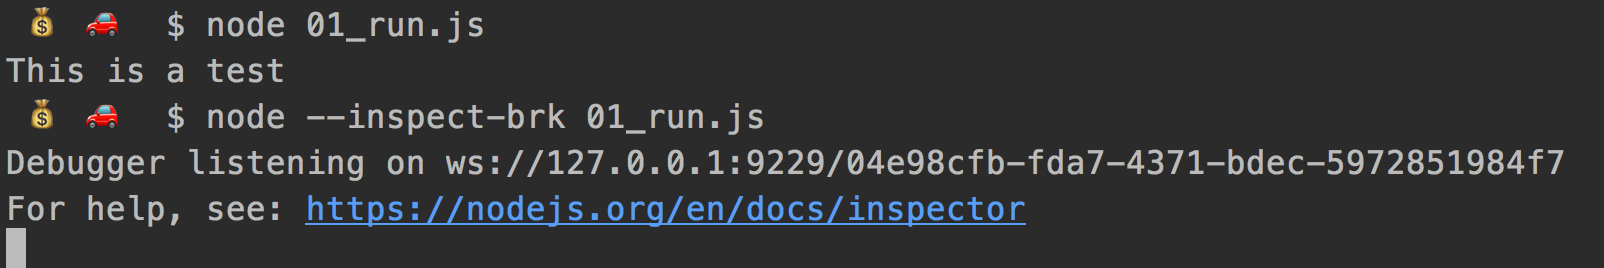 💰 🚗 $ node 01_run.js
This is a test
💰 🚗 $ node --inspect-brk 01_run.js
Debugger listening on ws://127.0.0.1:9229/04e98cfb-fda7-4371-bdec-5972851984f7
For help, see: https://nodejs.org/en/docs/inspector